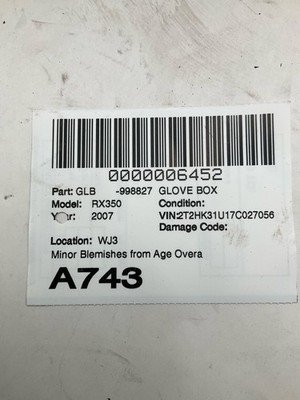 0000006452
Part: GLB -998827 GLOVE BOX
Model: RX350 Condition:
Year: 2007 VIN:2T2HK31U17C027056
Damage Code:
Location: WJ3
Minor Blemishes from Age Overa
A743